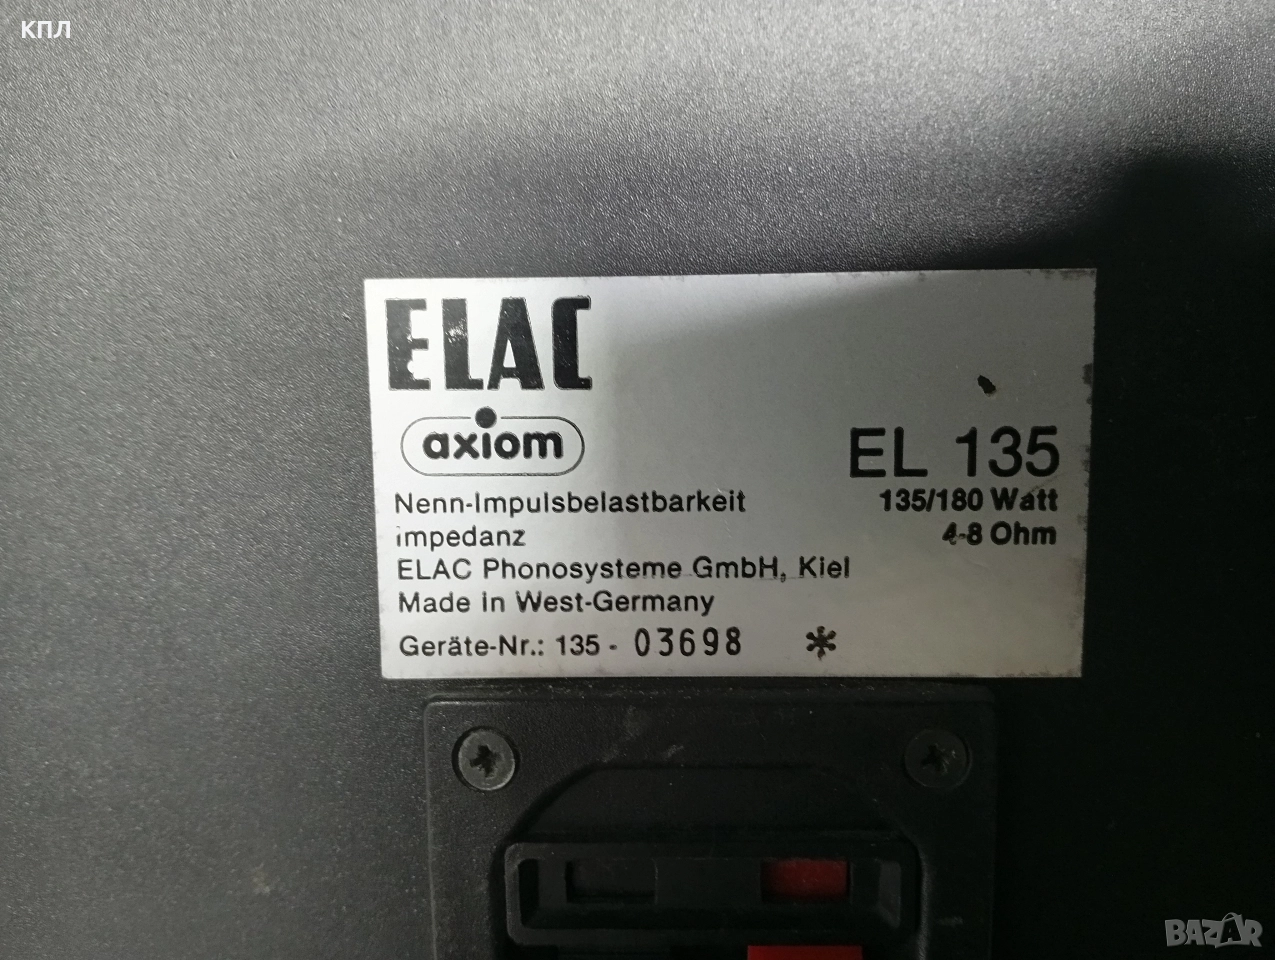 КПЛ
ELAC
axiom
EL 135
Nenn-Impulsbelastbarkeit 135/180 Watt
impedanz 4-8 Ohm
ELAC Phonosysteme GmbH, Kiel
Made in West-Germany
Geräte-Nr.: 135 - 03698 *
BAZAR